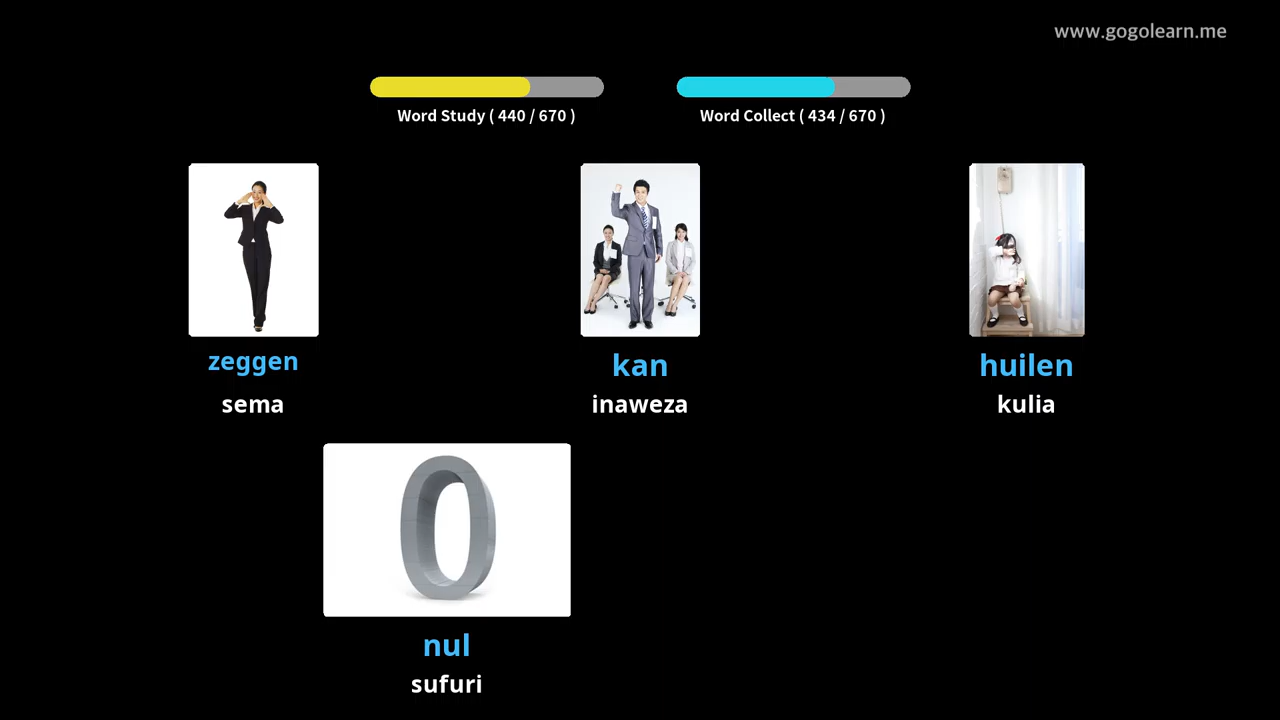 www.gogolearn.me
Word Study ( 440 / 670 )
Word Collect ( 434 / 670 )
zeggen
sema
kan
inaweza
huilen
kulia
0
nul
sufuri